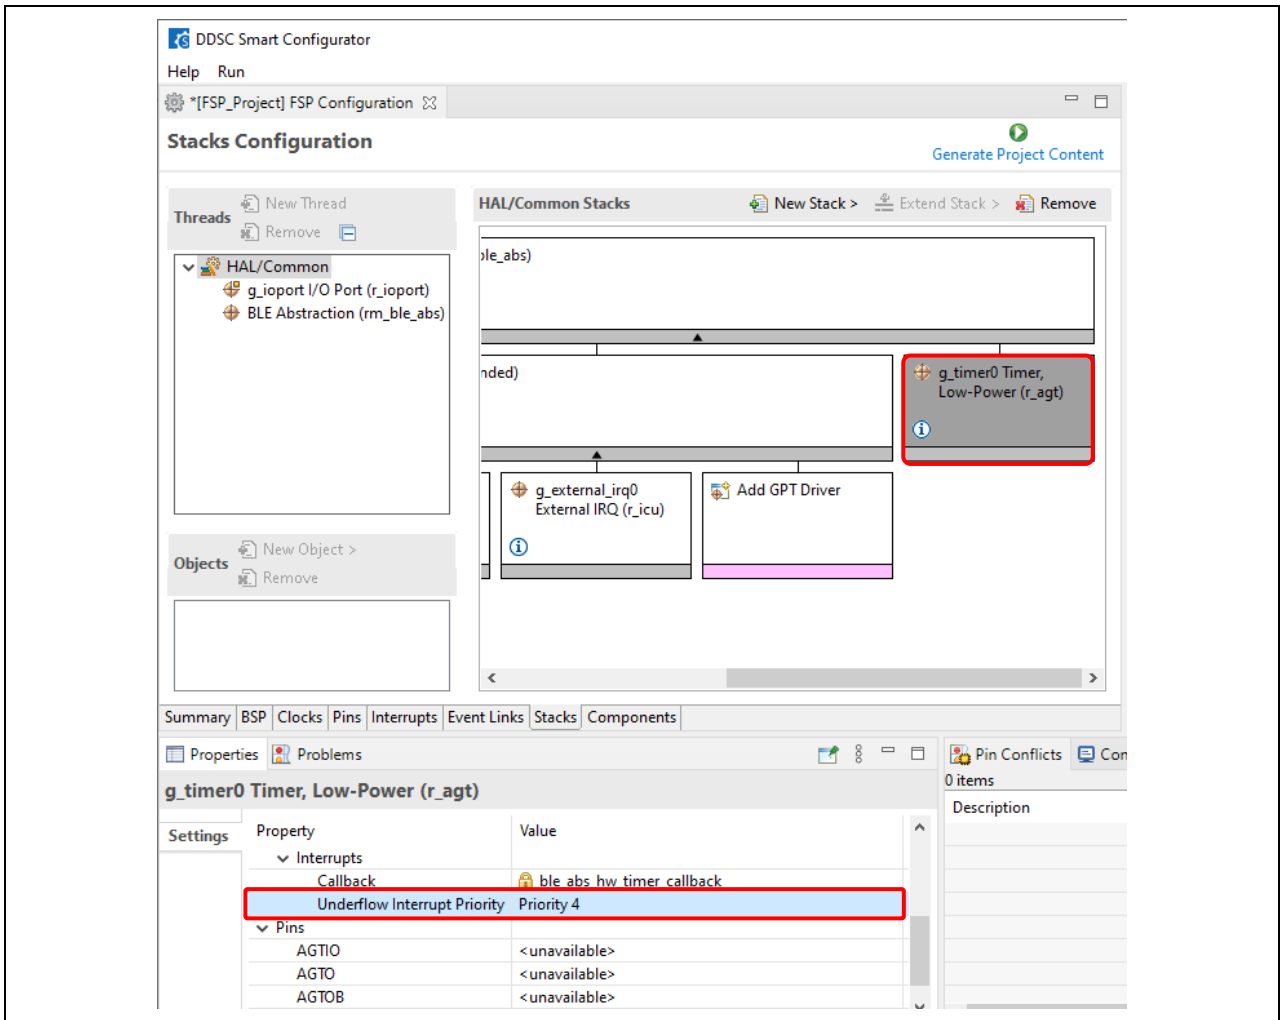 DDSC Smart Configurator
Help Run
*[FSP_Project] FSP Configuration
Stacks Configuration
Generate Project Content
Threads
New Thread
Remove
HAL/Common
g_ioport I/O Port (r_ioport)
BLE Abstraction (rm_ble_abs)
Objects
New Object >
Remove
HAL/Common Stacks
New Stack > Extend Stack > Remove
ble_abs)
nded)
g_timer0 Timer,
Low-Power (r_agt)
g_external_irq0
External IRQ (r_icu)
Add GPT Driver
Summary BSP Clocks Pins Interrupts Event Links Stacks Components
Properties Problems
g_timer0 Timer, Low-Power (r_agt)
Settings
Property Value
Interrupts
Callback ble_abs_hw_timer_callback
Underflow Interrupt Priority Priority 4
Pins
AGTIO <unavailable>
AGTO <unavailable>
AGTOB <unavailable>
Pin Conflicts Con
0 items
Description